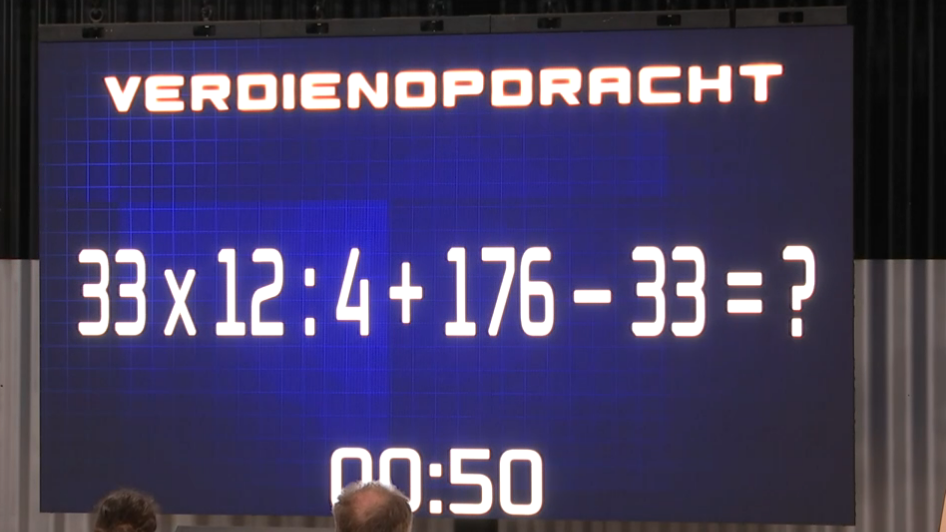 VERDIENOPDRACHT
33 x 12 : 4 + 176 - 33 = ?
00:50